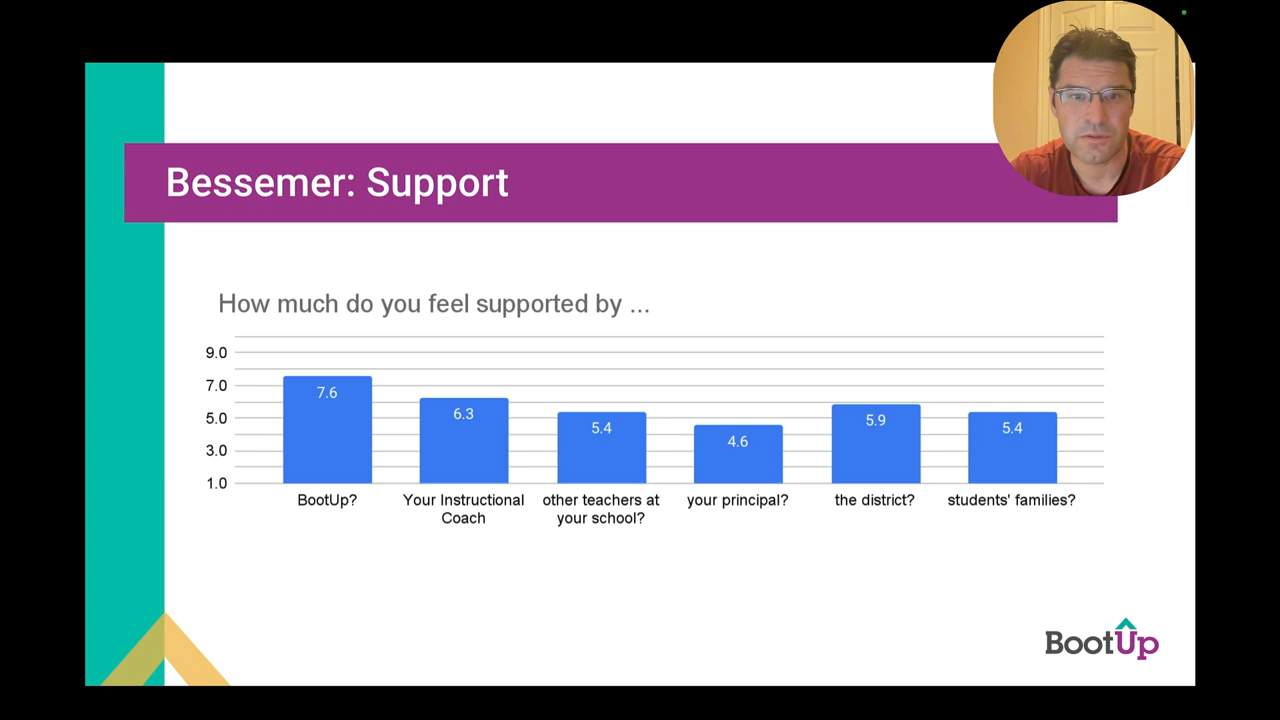 Bessemer: Support
How much do you feel supported by ...
9.0
7.0
5.0
3.0
1.0
7.6
6.3
5.4
4.6
5.9
5.4
BootUp?
Your Instructional
Coach
other teachers at
your school?
your principal?
the district?
students' families?
BootUp